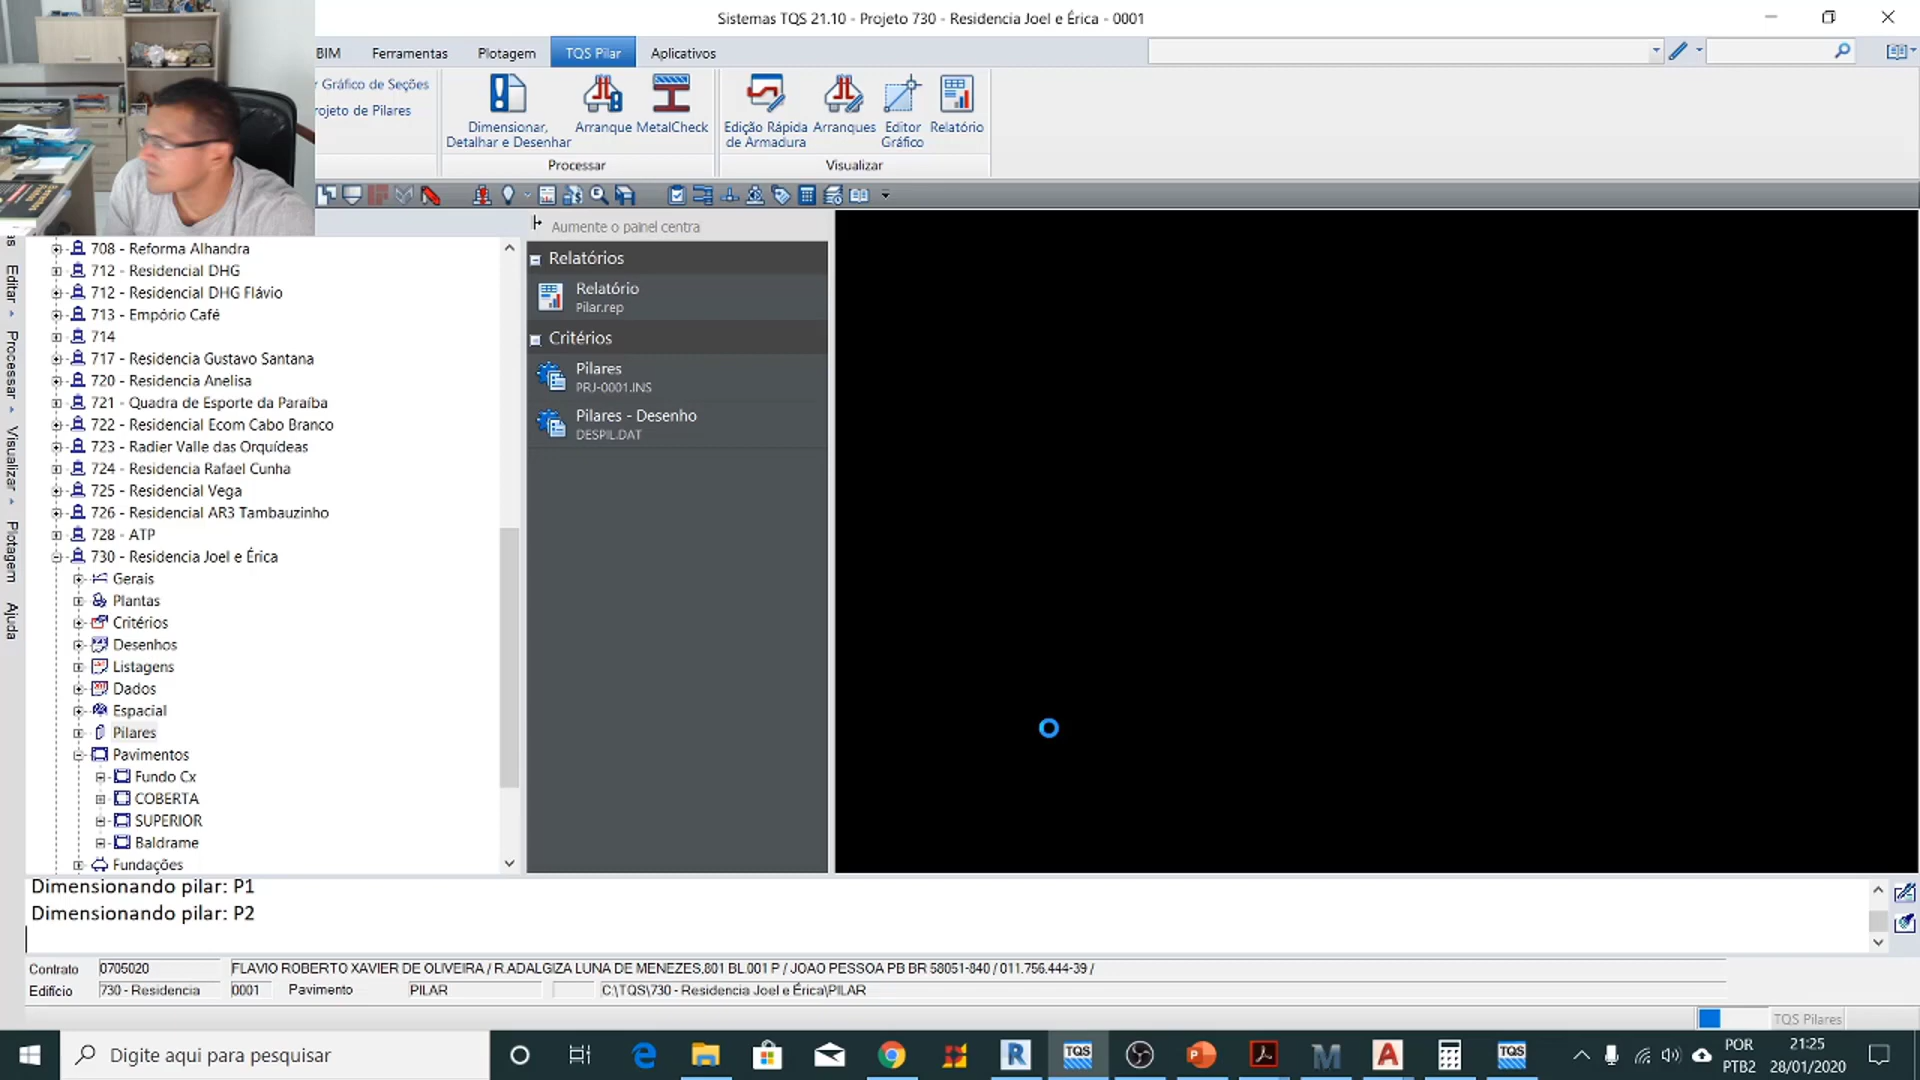 Sistemas TQS 21.10 - Projeto 730 - Residencia Joel e Érica - 0001
BIM Ferramentas Plotagem TQS Pilar Aplicativos
r Gráfico de Seções
rojeto de Pilares
Dimensionar, Detalhar e Desenhar
Arranque
MetalCheck
Edição Rápida de Armadura
Arranques
Editor Gráfico
Relatório
Processar
Visualizar
Aumente o painel centra
Editar
Processar
Visualizar
Plotagem
Ajuda
708 - Reforma Alhandra
712 - Residencial DHG
712 - Residencial DHG Flávio
713 - Empório Café
714
717 - Residencia Gustavo Santana
720 - Residencia Anelisa
721 - Quadra de Esporte da Paraíba
722 - Residencial Ecom Cabo Branco
723 - Radier Valle das Orquídeas
724 - Residencia Rafael Cunha
725 - Residencial Vega
726 - Residencial AR3 Tambauzinho
728 - ATP
730 - Residencia Joel e Érica
Gerais
Plantas
Critérios
Desenhos
Listagens
Dados
Espacial
Pilares
Pavimentos
Fundo Cx
COBERTA
SUPERIOR
Baldrame
Fundações
Relatórios
Relatório
Pilar.rep
Critérios
Pilares
PRJ-0001.INS
Pilares - Desenho
DESPIL.DAT
Dimensionando pilar: P1
Dimensionando pilar: P2
Contrato 0705020 FLAVIO ROBERTO XAVIER DE OLIVEIRA / R.ADALGIZA LUNA DE MENEZES,801 BL.001 P / JOAO PESSOA PB BR 58051-840 / 011.756.444-39 /
Edifício 730 - Residencia 0001 Pavimento PILAR C:\TQS\730 - Residencia Joel e Érica\PILAR
TQS Pilares
Digite aqui para pesquisar
TQS
TQS
POR
PTB2
21:25
28/01/2020